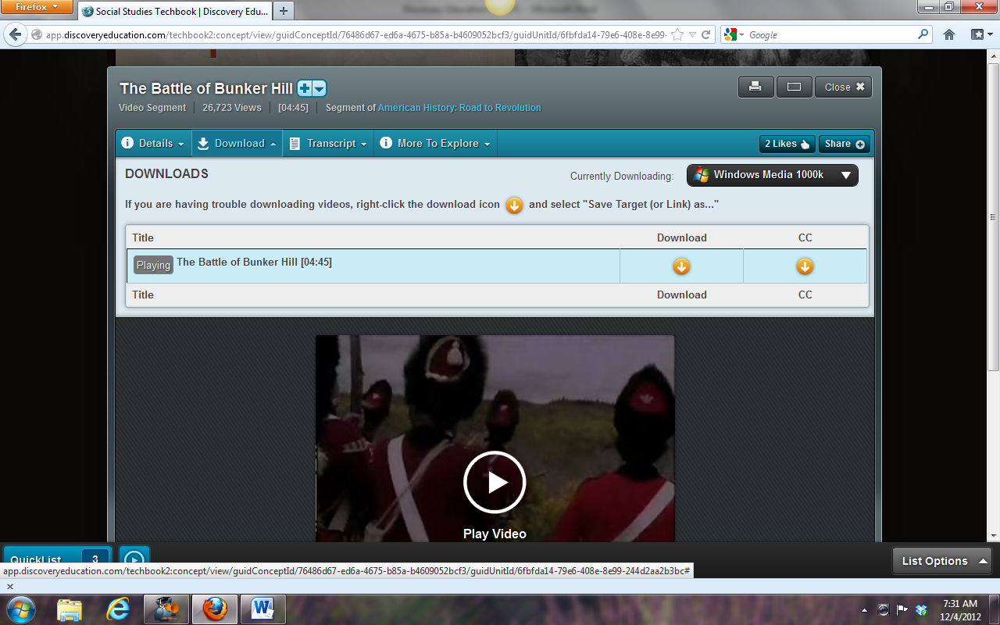 Firefox
Social Studies Techbook | Discovery Edu...
Discovery Education
Microsoft Word
app.discoveryeducation.com/techbook2:concept/view/guidConceptId/76486d67-ed6a-4675-b85a-b4609052bcf3/guidUnitId/6fbfda14-79e6-408e-8e99-
Google
The Battle of Bunker Hill
Close
Video Segment | 26,723 Views | [04:45] | Segment of American History: Road to Revolution
Details Download Transcript More To Explore 2 Likes Share
DOWNLOADS
Currently Downloading: Windows Media 1000k
If you are having trouble downloading videos, right-click the download icon and select "Save Target (or Link) as..."
Title Download CC
Playing The Battle of Bunker Hill [04:45]
Title Download CC
Play Video
QuickList 3
List Options
app.discoveryeducation.com/techbook2:concept/view/guidConceptId/76486d67-ed6a-4675-b85a-b4609052bcf3/guidUnitId/6fbfda14-79e6-408e-8e99-244d2aa2b3bc#
x
7:31 AM
12/4/2012